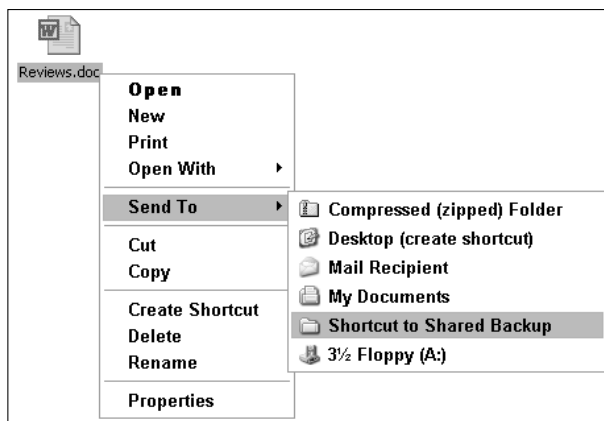 Reviews.doc
Open
New
Print
Open With
Send To
Cut
Copy
Create Shortcut
Delete
Rename
Properties
Compressed (zipped) Folder
Desktop (create shortcut)
Mail Recipient
My Documents
Shortcut to Shared Backup
3½ Floppy (A:)